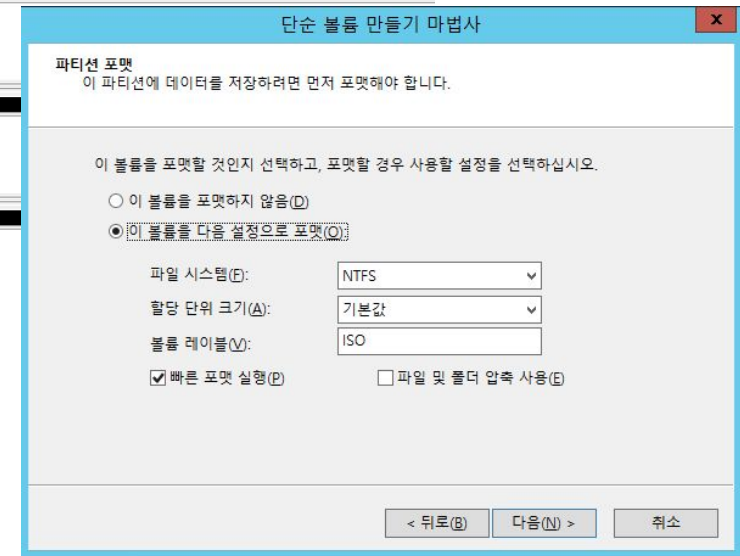 단순 볼륨 만들기 마법사
x
파티션 포맷
이 파티션에 데이터를 저장하려면 먼저 포맷해야 합니다.
이 볼륨을 포맷할 것인지 선택하고, 포맷할 경우 사용할 설정을 선택하십시오.
이 볼륨을 포맷하지 않음(D)
이 볼륨을 다음 설정으로 포맷(O):
파일 시스템(F): NTFS
할당 단위 크기(A): 기본값
볼륨 레이블(V): ISO
빠른 포맷 실행(P) 파일 및 폴더 압축 사용(E)
< 뒤로(B) 다음(N) > 취소